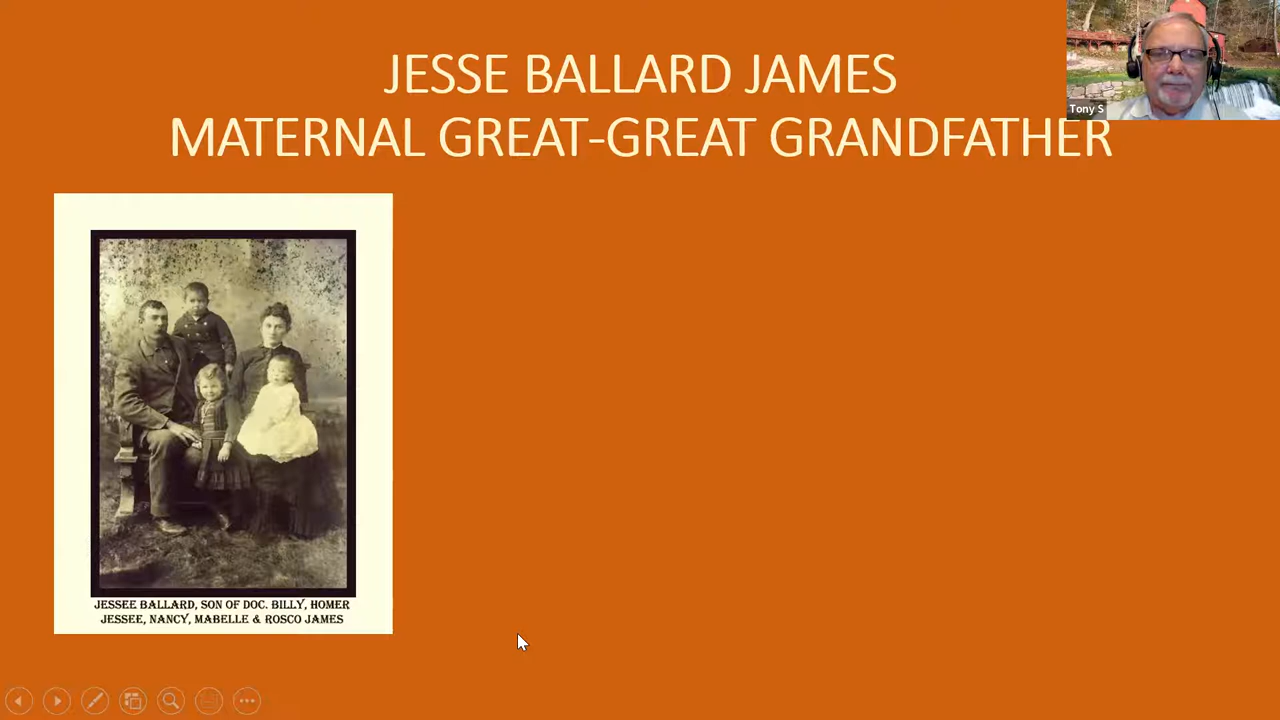 JESSE BALLARD JAMES
MATERNAL GREAT-GREAT GRANDFATHER
Tony S
JESSEE BALLARD, SON OF DOC. BILLY, HOMER
JESSEE, NANCY, MABELLE & ROSCO JAMES